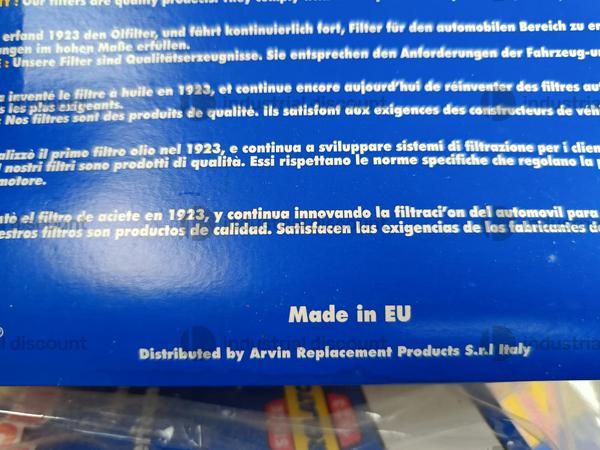 TY : Our filters are quality products. They comply
erfand 1923 den Ölfilter, und fährt kontinuierlich fort, Filter für den automobilen Bereich zu
ungen im hohen Maße erfüllen.
E : Unsere Filter sind Qualitätserzeugnisse. Sie entsprechen den Anforderungen der Fahrzeug-
a inventé le filtre à huile en 1923, et continue encore aujourd'hui de réinventer des filtres
les plus exigeants.
: Nos filtres sont des produits de qualité. ils satisfont aux exigences des constructeurs de
alizzò il primo filtro olio nel 1923, e continua a sviluppare sistemi di filtrazione per i
I nostri filtri sono prodotti di qualità. Essi rispettano le norme specifiche che regolano la
motore.
el filtro de aciete en 1923, y continua innovando la filtraci'on del automovil para
estros filtros son productos de calidad. Satisfacen las exigencias de los fabricantes
Made in EU
®
Distributed by Arvin Replacement Products S.r.l Italy
industrial discount